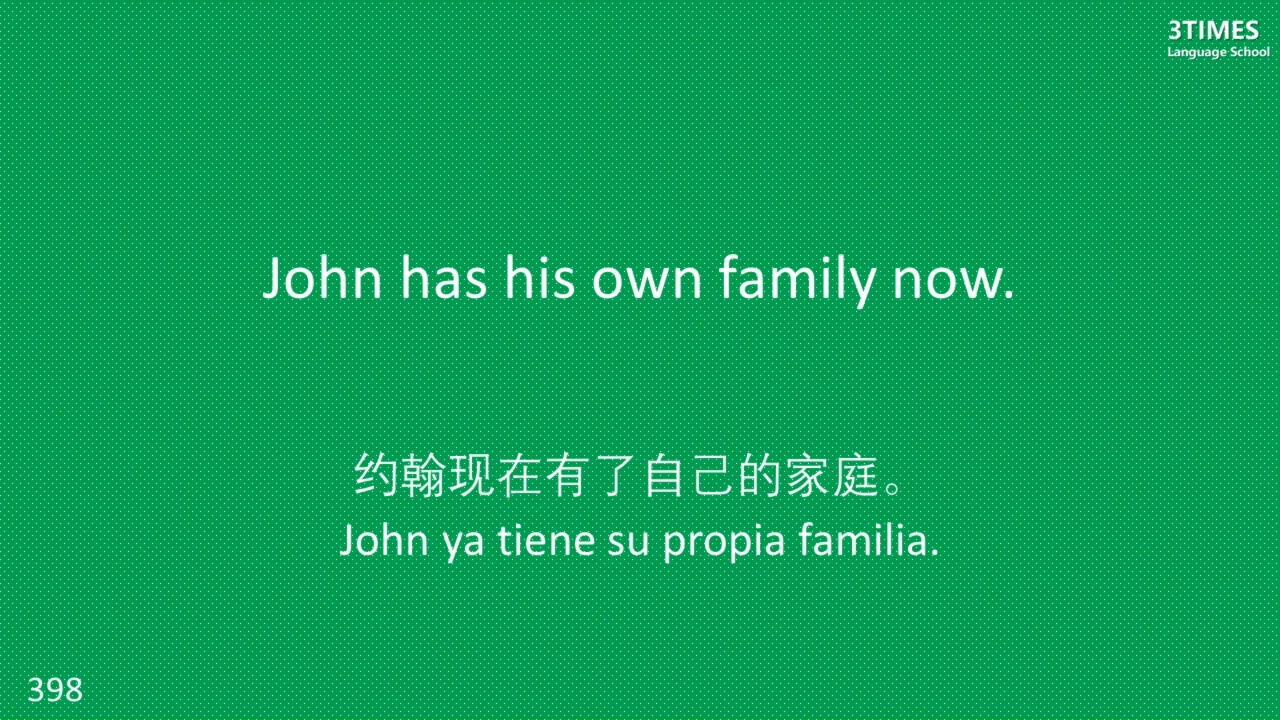 3TIMES
Language School
John has his own family now.
约翰现在有了自己的家庭。
John ya tiene su propia familia.
398